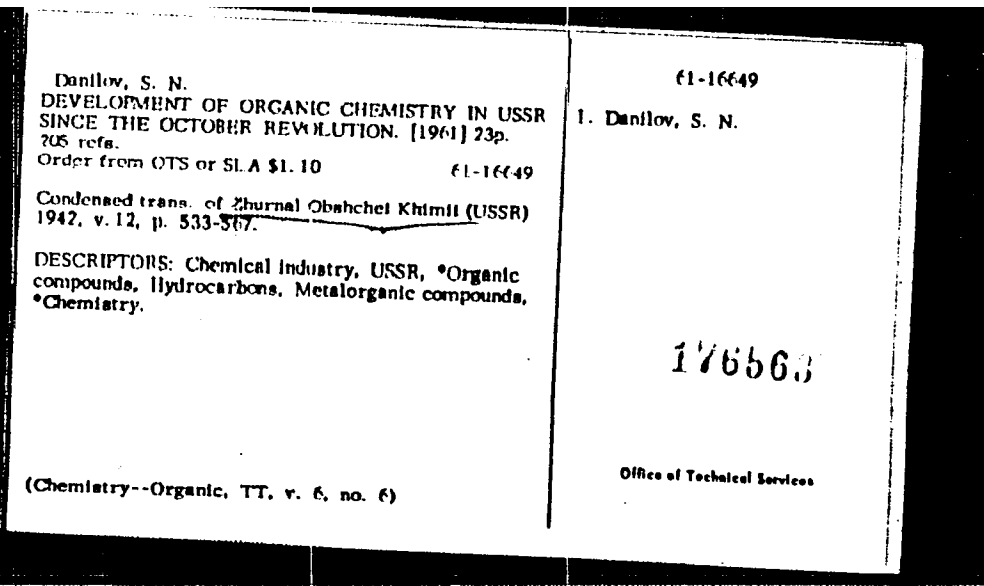 Danilov, S. N.
DEVELOPMENT OF ORGANIC CHEMISTRY IN USSR
SINCE THE OCTOBER REVOLUTION. [1961] 23p.
205 refs.
Order from OTS or SLA $1.10 61-16649
Condensed trans. of Zhurnal Obshchei Khimii (USSR)
1942, v. 12, p. 533-567.
DESCRIPTORS: Chemical industry, USSR, *Organic
compounds, Hydrocarbons, Metalorganic compounds,
*Chemistry.
(Chemistry--Organic, TT, v. 6, no. 6)
61-16649
1. Danilov, S. N.
176563
Office of Technical Services